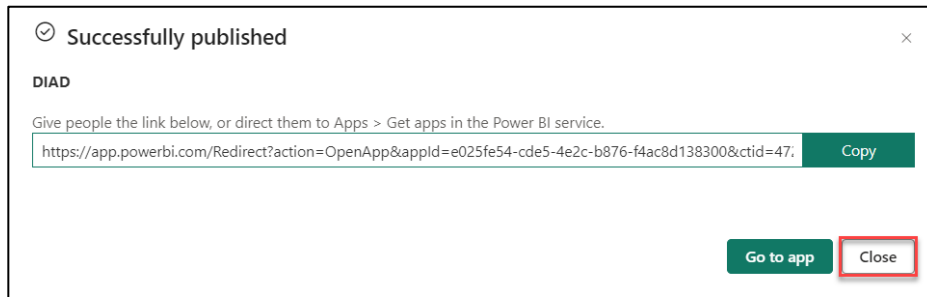 Successfully published
DIAD
Give people the link below, or direct them to Apps > Get apps in the Power BI service.
https://app.powerbi.com/Redirect?action=OpenApp&appId=e025fe54-cde5-4e2c-b876-f4ac8d138300&ctid=47
Copy
Go to app
Close